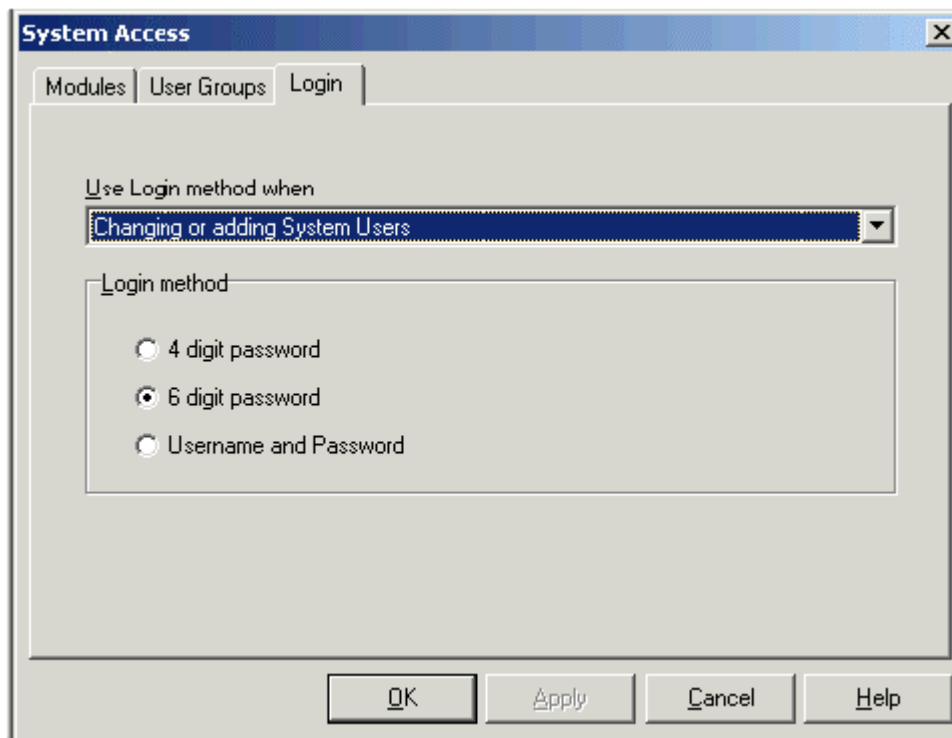 System Access
Modules User Groups Login
Use Login method when
Changing or adding System Users
Login method
4 digit password
6 digit password
Username and Password
OK Apply Cancel Help